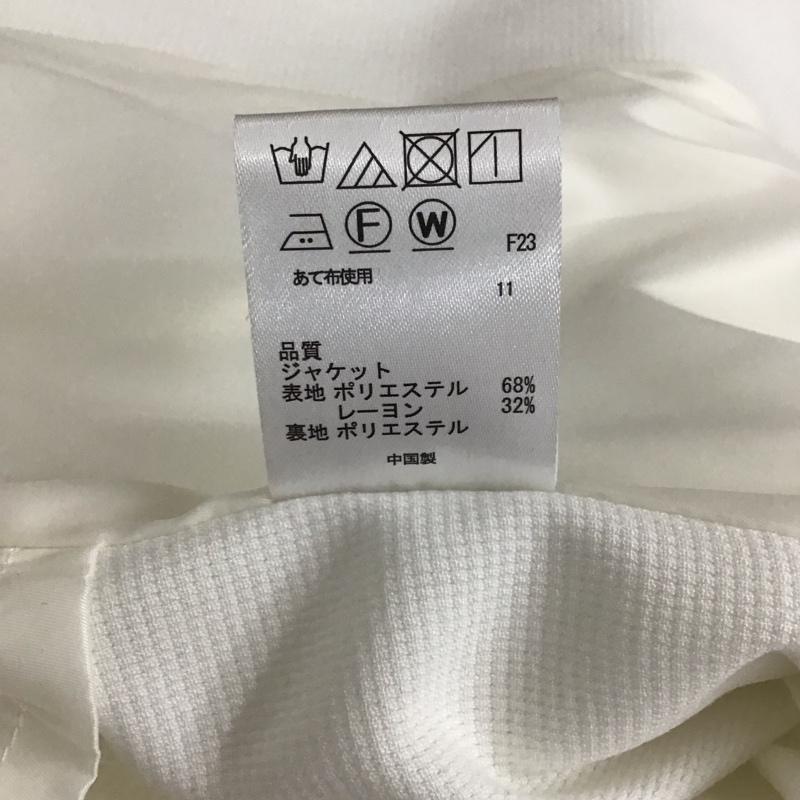 F W F23
あて布使用
11
品質
ジャケット
表地 ポリエステル 68%
レーヨン 32%
裏地 ポリエステル
中国製